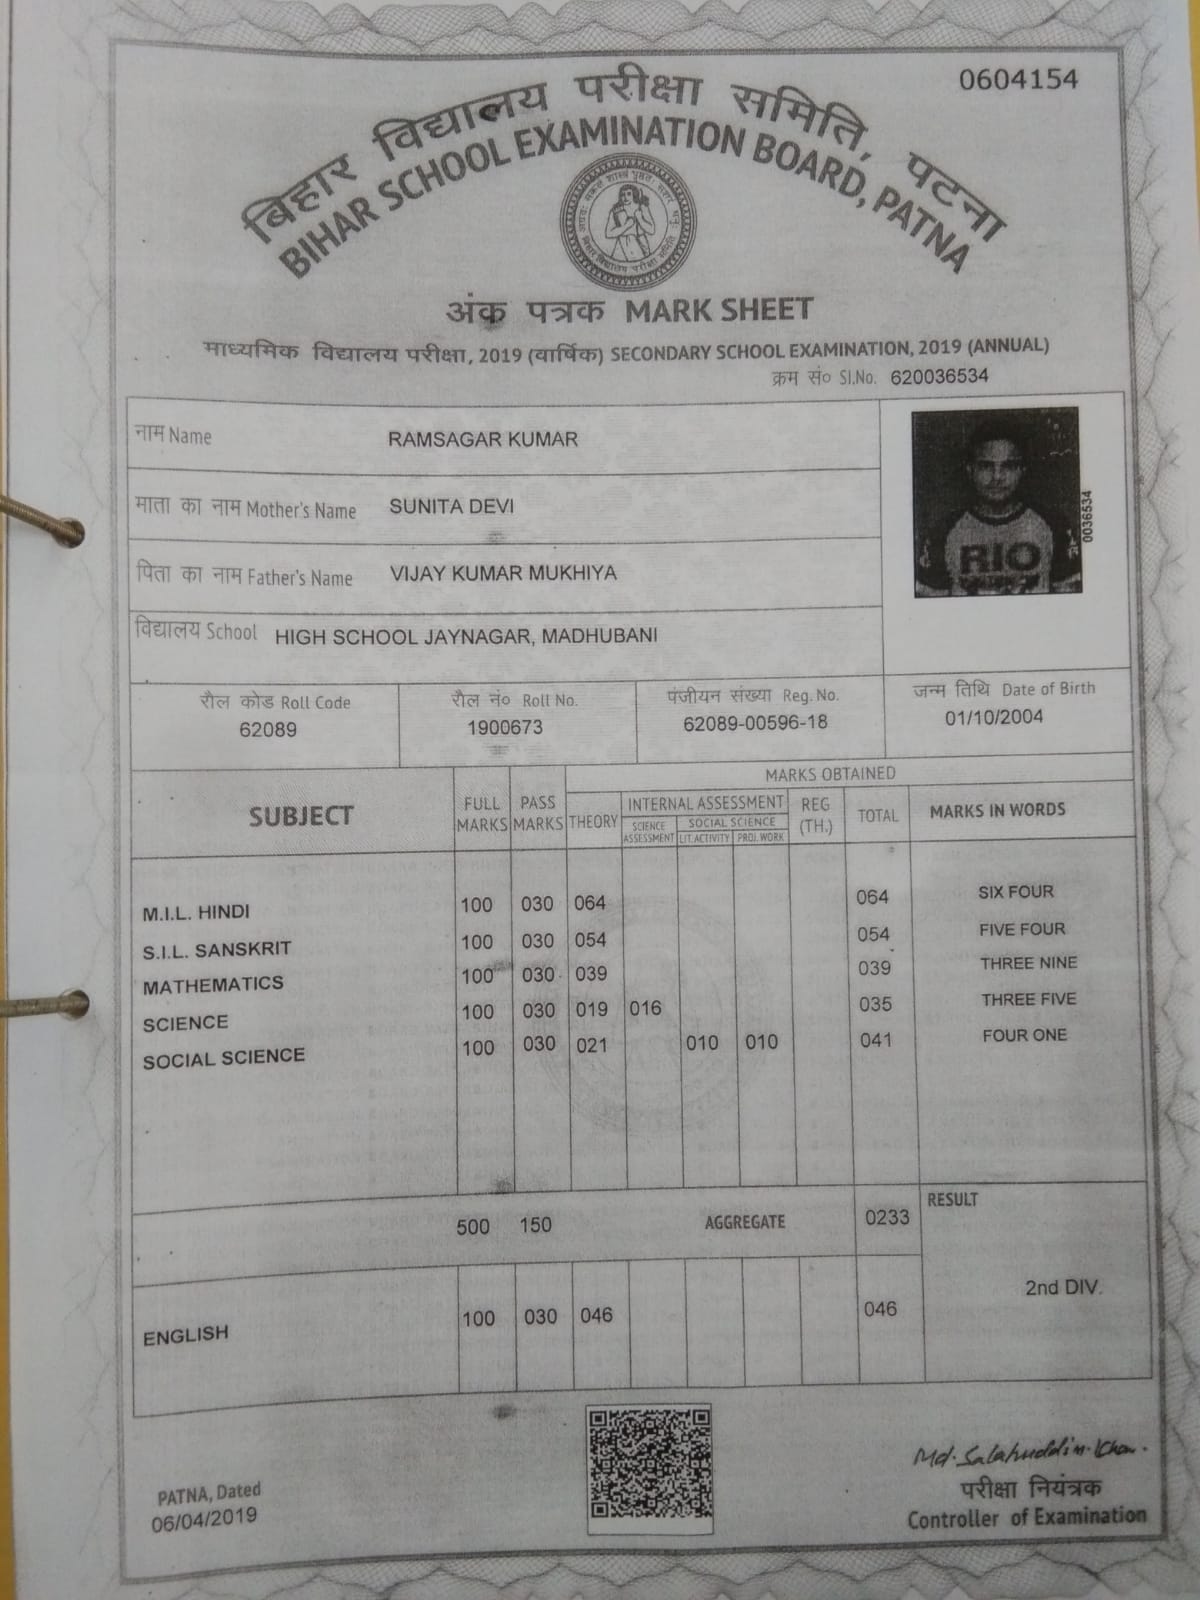 0604154
बिहार विद्यालय परीक्षा समिति, पटना
BIHAR SCHOOL EXAMINATION BOARD, PATNA
अंक पत्रक MARK SHEET
माध्यमिक विद्यालय परीक्षा, 2019 (वार्षिक) SECONDARY SCHOOL EXAMINATION, 2019 (ANNUAL)
क्रम सं० Sl.No. 620036534
नाम Name RAMSAGAR KUMAR
माता का नाम Mother's Name SUNITA DEVI
पिता का नाम Father's Name VIJAY KUMAR MUKHIYA
विद्यालय School HIGH SCHOOL JAYNAGAR, MADHUBANI
RIO
0036534
रौल कोड Roll Code रौल नं० Roll No. पंजीयन संख्या Reg. No. जन्म तिथि Date of Birth
62089 1900673 62089-00596-18 01/10/2004
SUBJECT FULL MARKS PASS MARKS MARKS OBTAINED
THEORY INTERNAL ASSESSMENT REG (TH.) TOTAL MARKS IN WORDS
SCIENCE ASSESSMENT SOCIAL SCIENCE
LIT.ACTIVITY PROJ.WORK
M.I.L. HINDI 100 030 064 064 SIX FOUR
S.I.L. SANSKRIT 100 030 054 054 FIVE FOUR
MATHEMATICS 100 030 039 039 THREE NINE
SCIENCE 100 030 019 016 035 THREE FIVE
SOCIAL SCIENCE 100 030 021 010 010 041 FOUR ONE
500 150 AGGREGATE 0233 RESULT
2nd DIV.
ENGLISH 100 030 046 046
Md. Salahuddin Khan
PATNA, Dated
06/04/2019
परीक्षा नियंत्रक
Controller of Examination